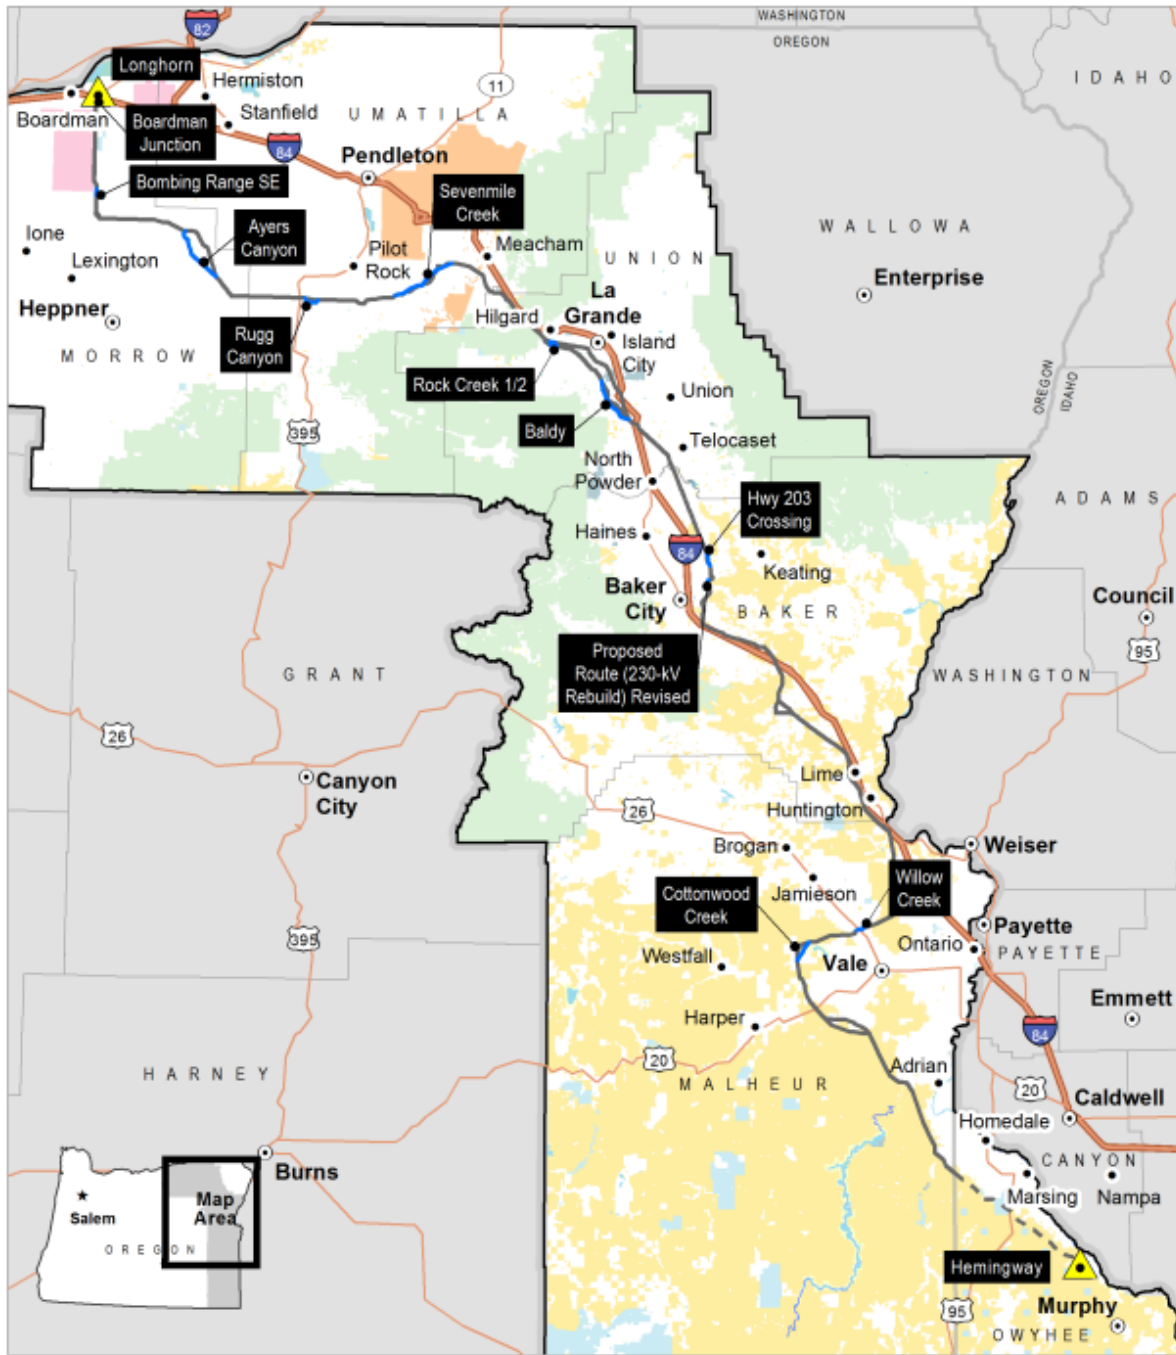 WASHINGTON
OREGON
IDAHO
82
Longhorn
Hermiston
11
Boardman
Boardman
Junction
Stanfield
UMATILLA
84
Pendleton
Bombing Range SE
Sevenmile
Creek
WALLOWA
Ayers
Canyon
Ione
Lexington
Pilot
Rock
Meacham
UNION
Enterprise
Heppner
La
Grande
Hilgard
Island
City
MORROW
Rugg
Canyon
OREGON
IDAHO
Rock Creek 1/2
Union
395
Baldy
Telocaset
North
Powder
Hwy 203
Crossing
ADAMS
Haines
84
Keating
Baker
City
BAKER
Council
95
Proposed
Route (230-kV
Rebuild) Revised
GRANT
WASHINGTON
26
Canyon
City
Lime
Huntington
26
Brogan
Weiser
Cottonwood
Creek
Jamieson
Willow
Creek
Payette
395
Westfall
Vale
Ontario
PAYETTE
Emmett
Harper
84
20
Adrian
HARNEY
MALHEUR
20
Caldwell
Homedale
Burns
CANYON
Marsing
Nampa
Salem
Map
Area
OREGON
Hemingway
95
Murphy
OWYHEE